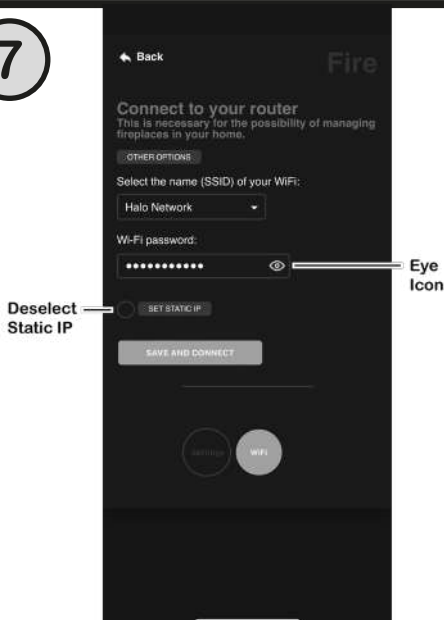 7
Back
Fire
Connect to your router
This is necessary for the possibility of managing
fireplaces in your home.
OTHER OPTIONS
Select the name (SSID) of your WiFi:
Halo Network
Wi-Fi password:
Eye
Icon
Deselect
Static IP
SET STATIC IP
SAVE AND CONNECT
Settings
WiFi